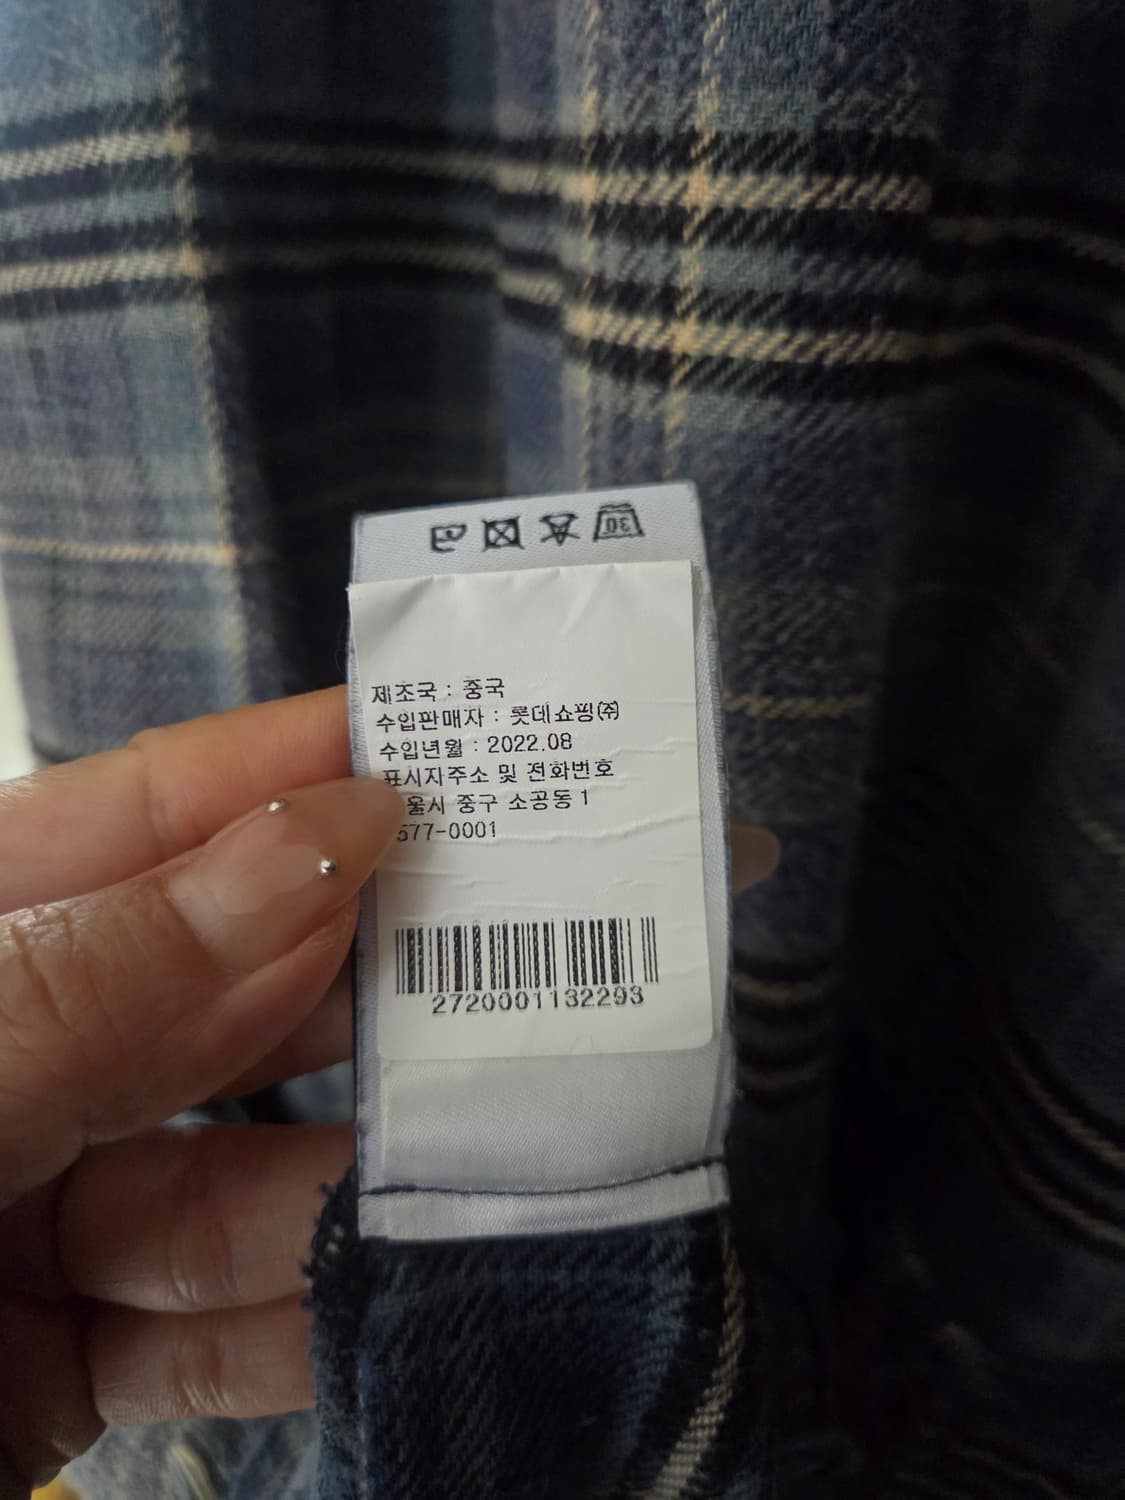 30
제조국 : 중국
수입판매자 : 롯데쇼핑㈜
수입년월 : 2022.08
표시자주소 및 전화번호
울시 중구 소공동 1
577-0001
2720001132293